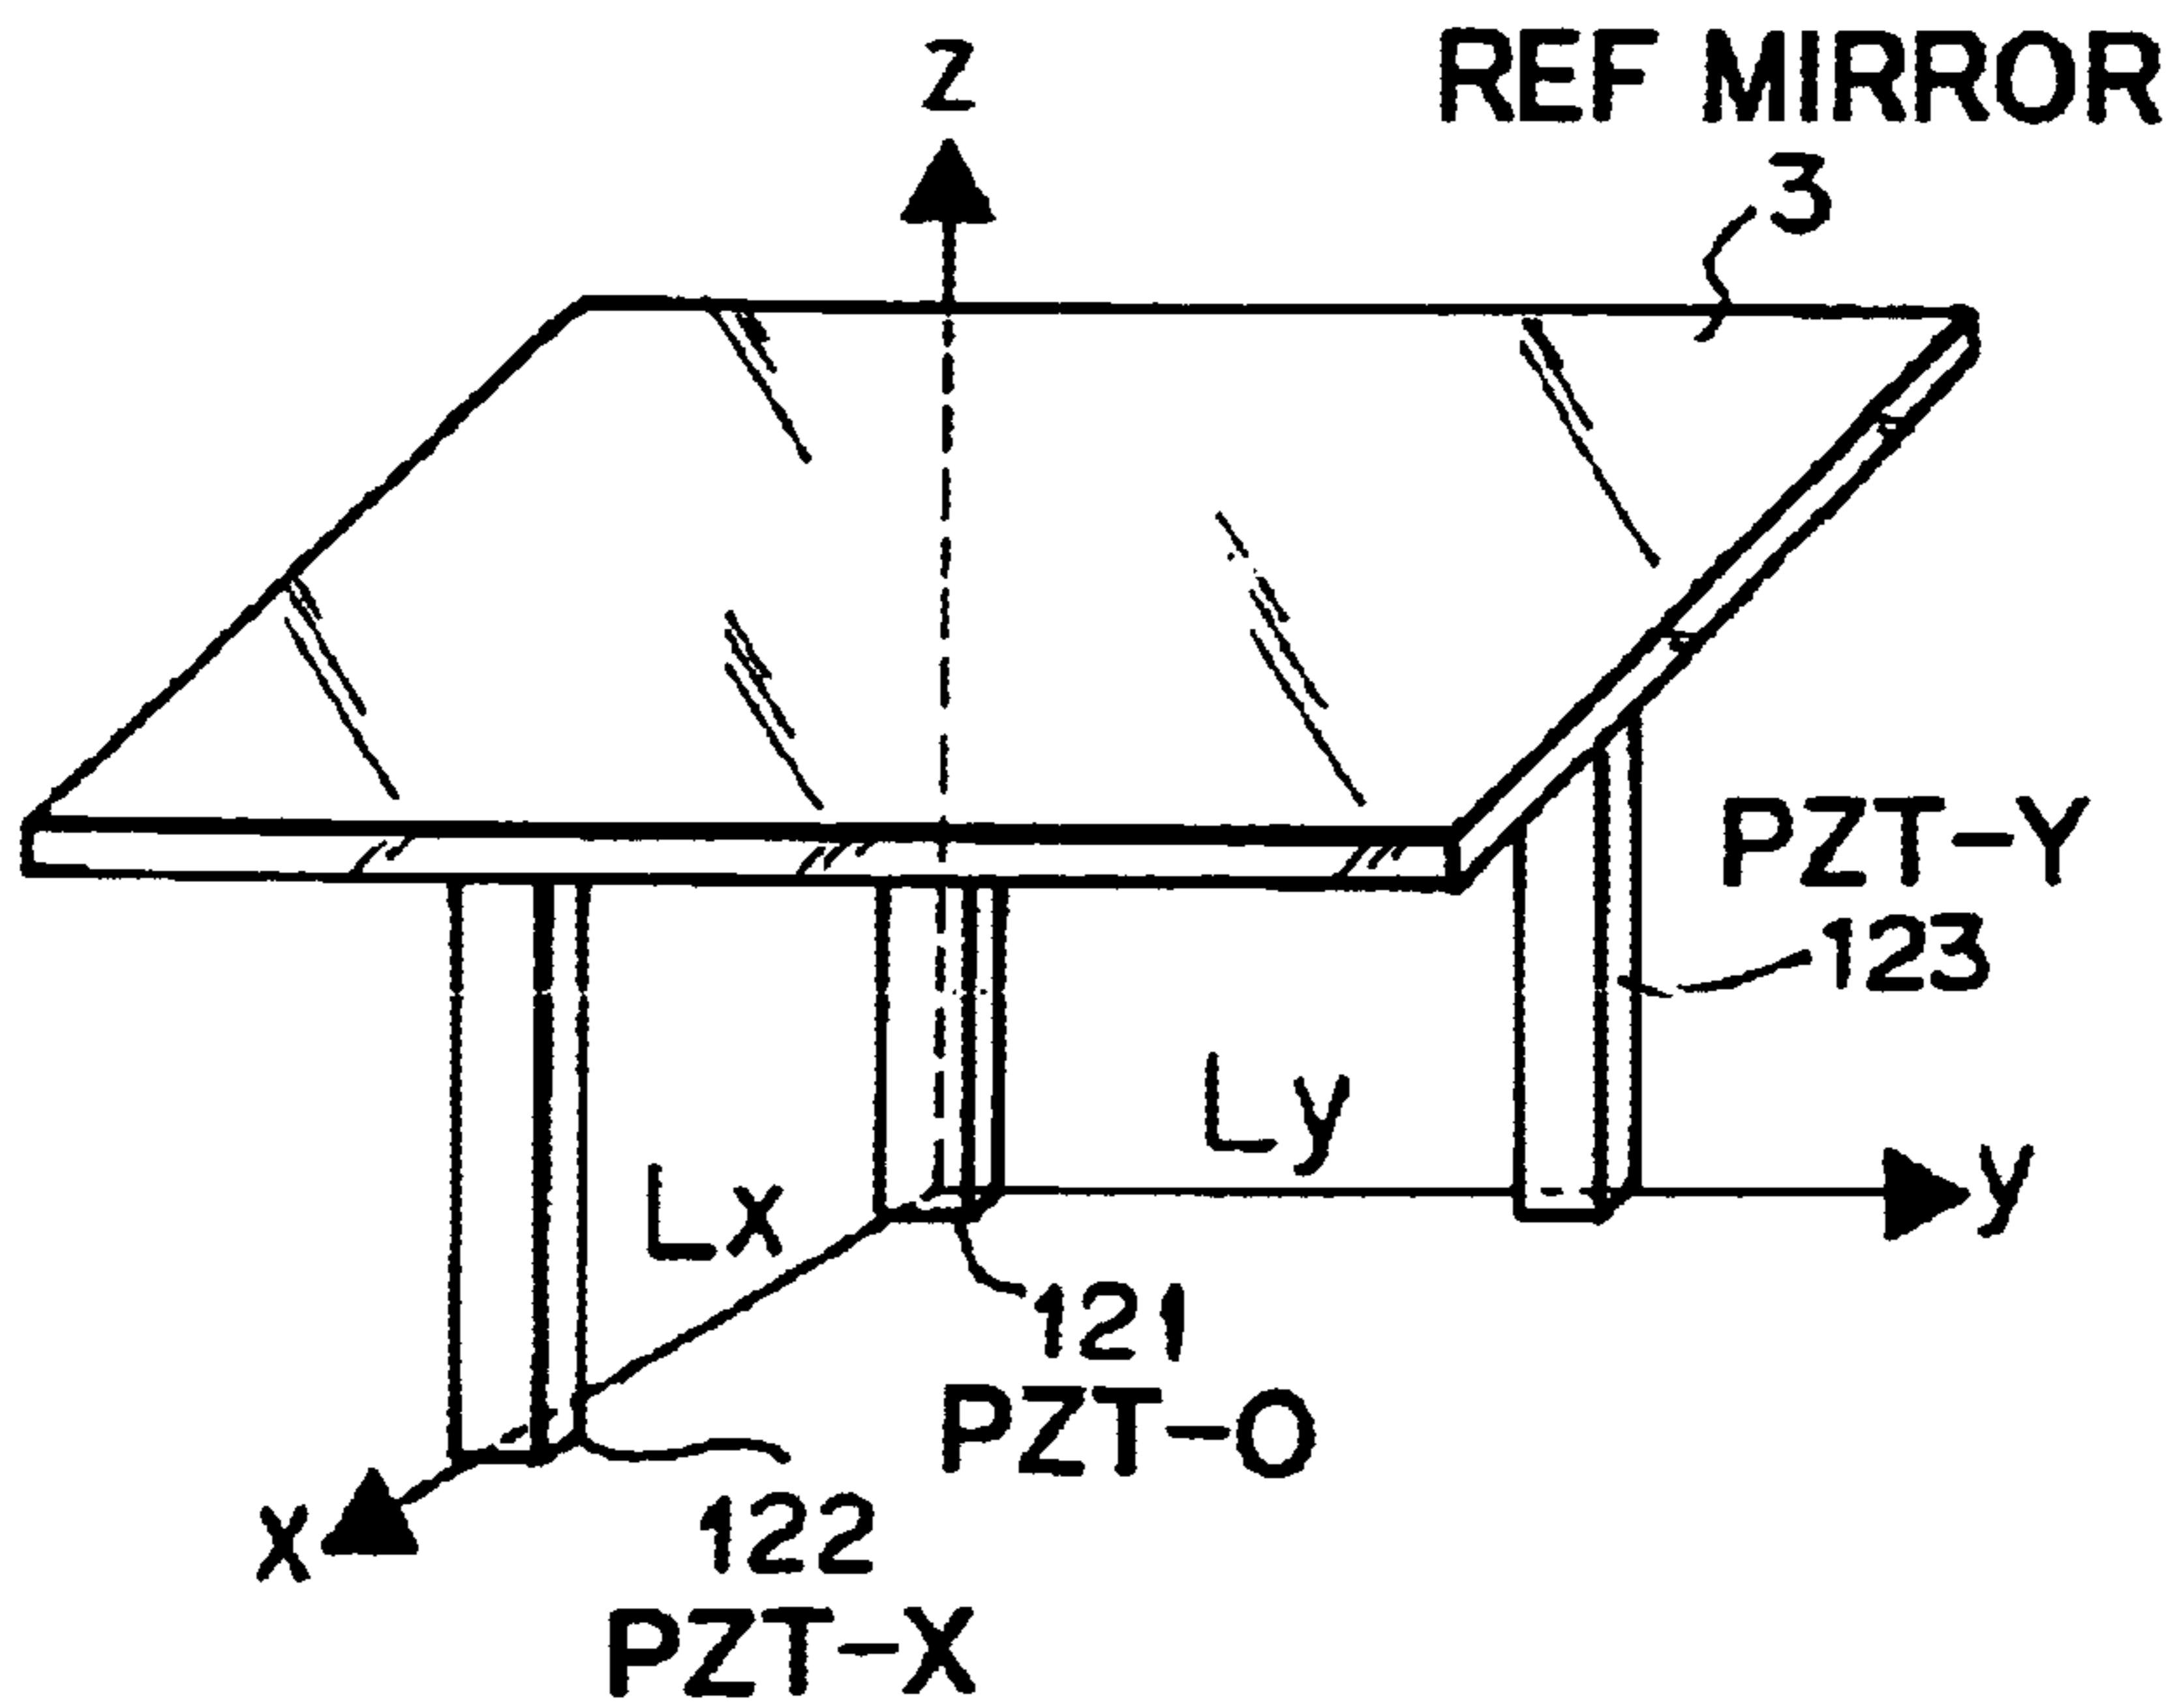 z
REF MIRROR
3
PZT-Y
123
Ly
Lx
y
121
PZT-O
x
122
PZT-X